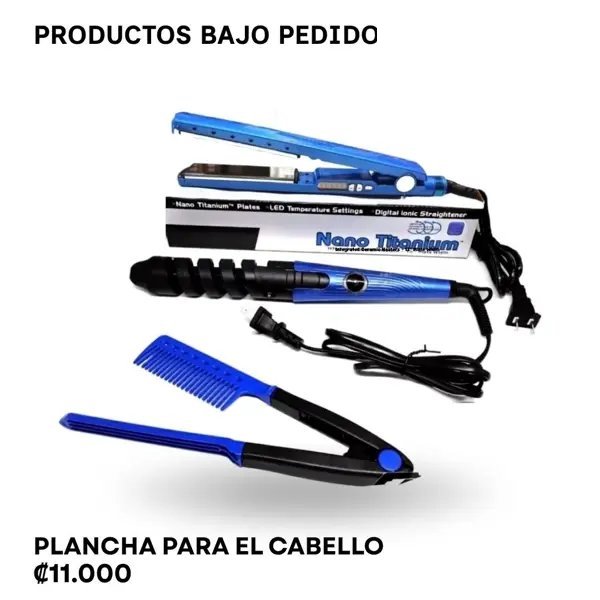 PRODUCTOS BAJO PEDIDO
Nano Titanium™ Plates · LED Temperature Settings · Digital Ionic Straightener
Nano Titanium™
PLANCHA PARA EL CABELLO
₡11.000